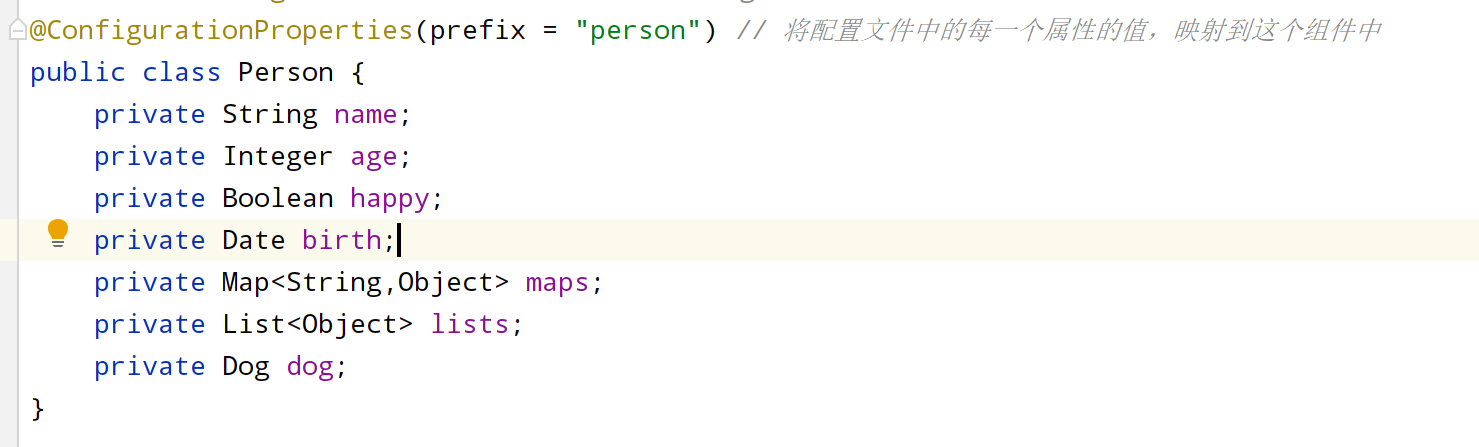 @ConfigurationProperties(prefix = "person") // 将配置文件中的每一个属性的值，映射到这个组件中
public class Person {
    private String name;
    private Integer age;
    private Boolean happy;
    private Date birth;
    private Map<String,Object> maps;
    private List<Object> lists;
    private Dog dog;
}